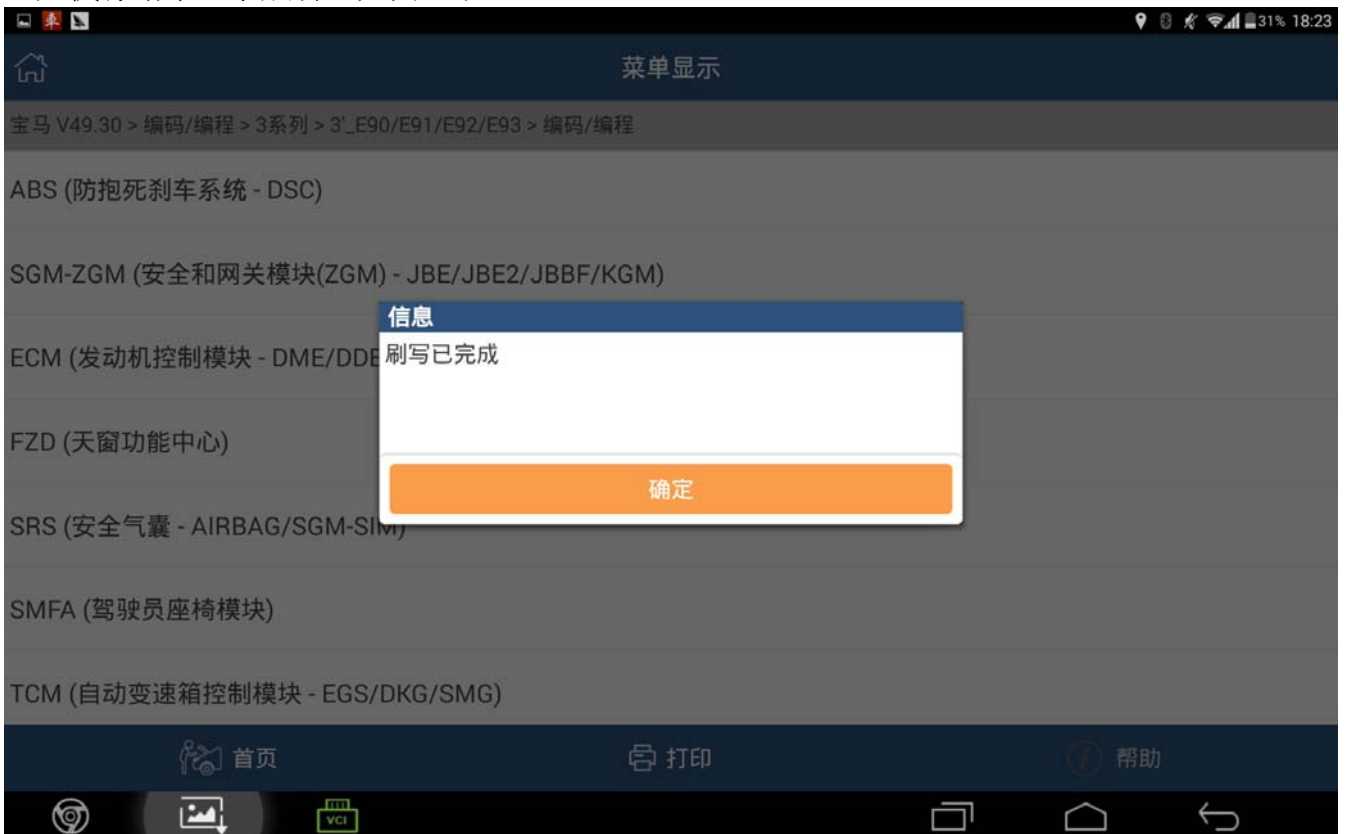 車
31% 18:23
菜单显示
宝马 V49.30 > 编码/编程 > 3系列 > 3'_E90/E91/E92/E93 > 编码/编程
ABS (防抱死刹车系统 - DSC)
SGM-ZGM (安全和网关模块(ZGM) - JBE/JBE2/JBBF/KGM)
信息
ECM (发动机控制模块 - DME/DDE
刷写已完成
FZD (天窗功能中心)
确定
SRS (安全气囊 - AIRBAG/SGM-SIM)
SMFA (驾驶员座椅模块)
TCM (自动变速箱控制模块 - EGS/DKG/SMG)
首页 打印 帮助
VCI